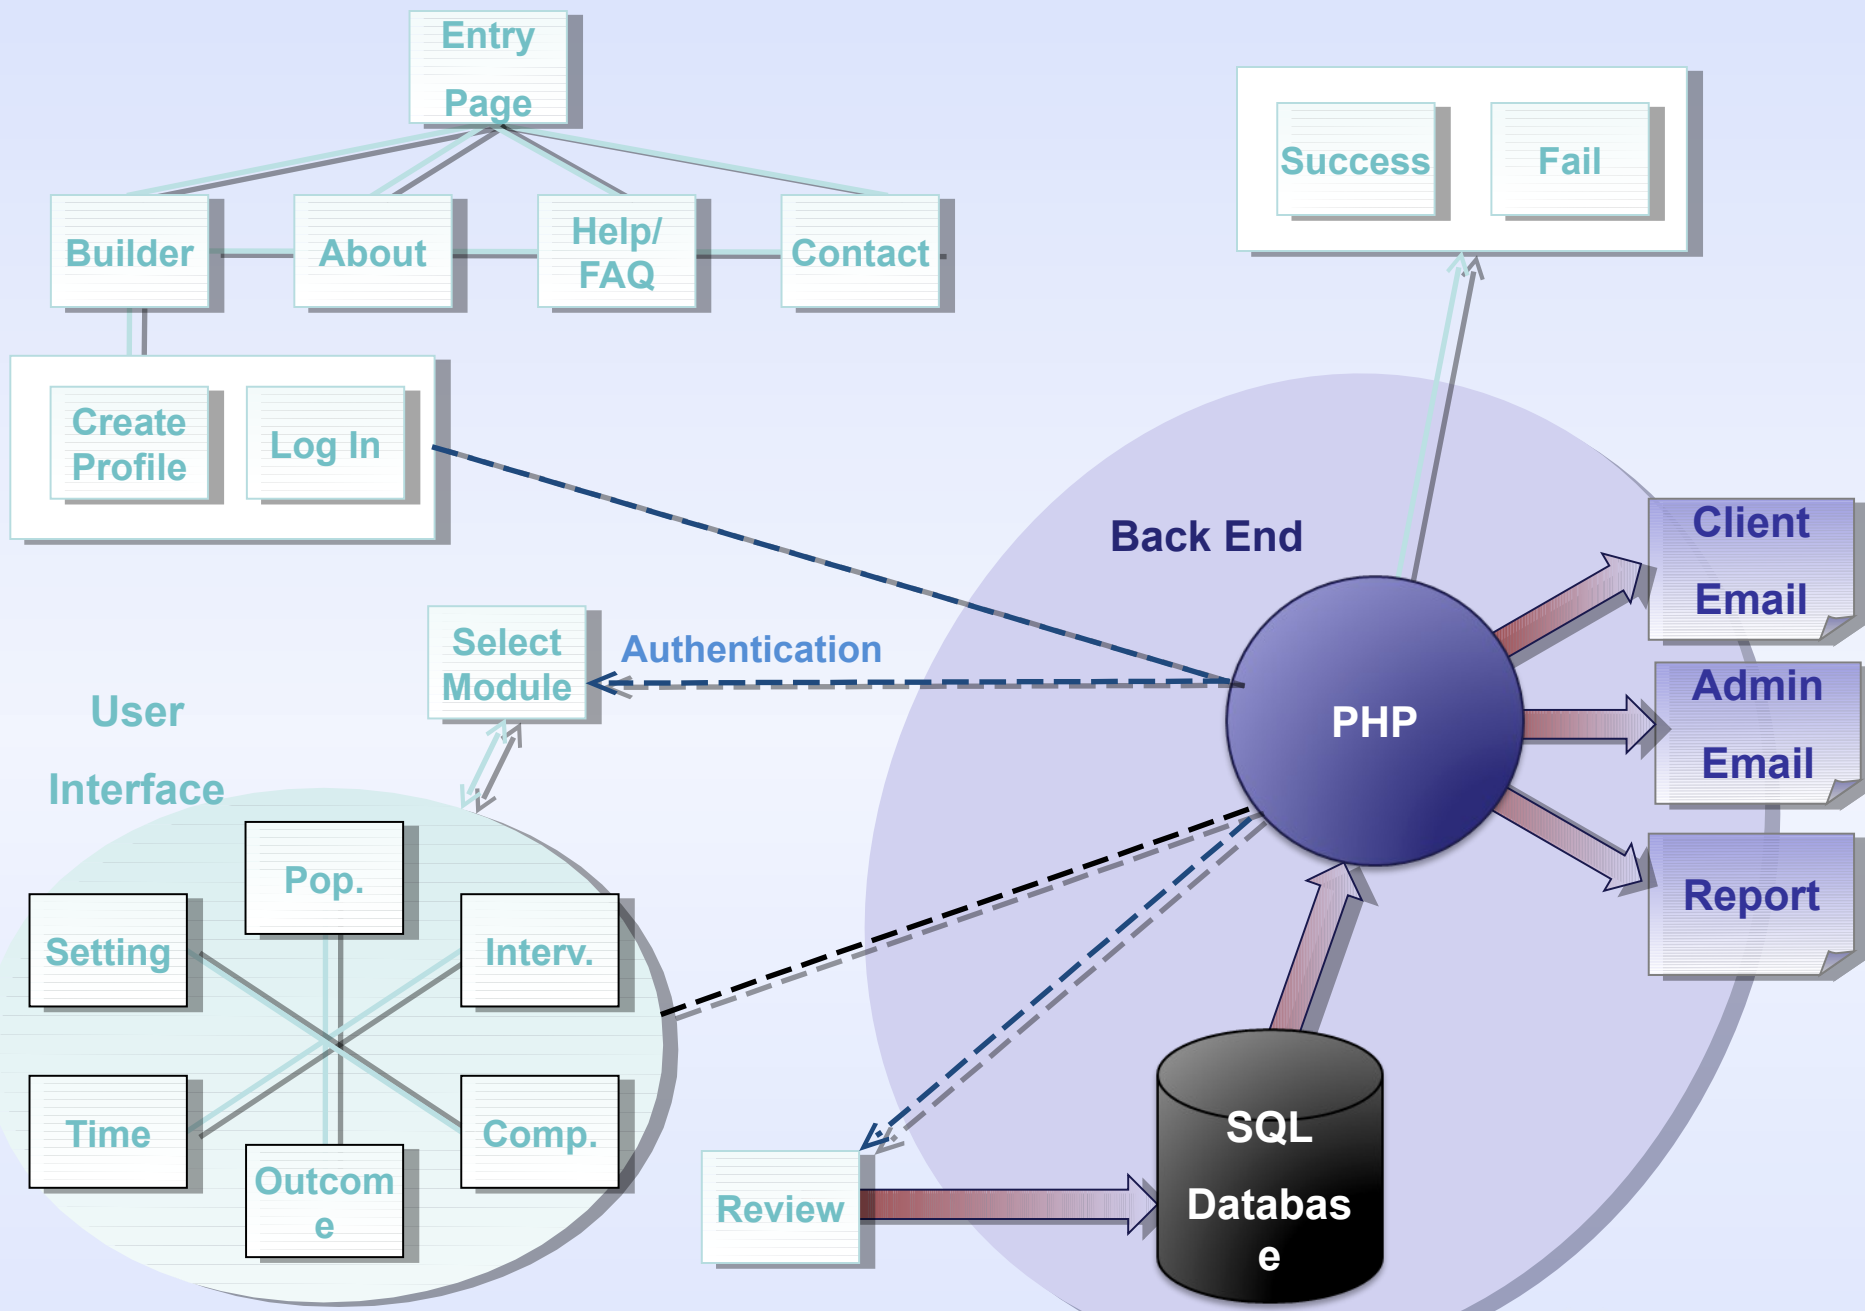 Entry
Page
Success
Fail
Builder
About
Help/
FAQ
Contact
Create
Profile
Log In
Back End
Client
Email
Select
Module
Authentication
User
Interface
PHP
Admin
Email
Pop.
Setting
Interv.
Report
Time
Comp.
Outcom
e
Review
SQL
Databas
e